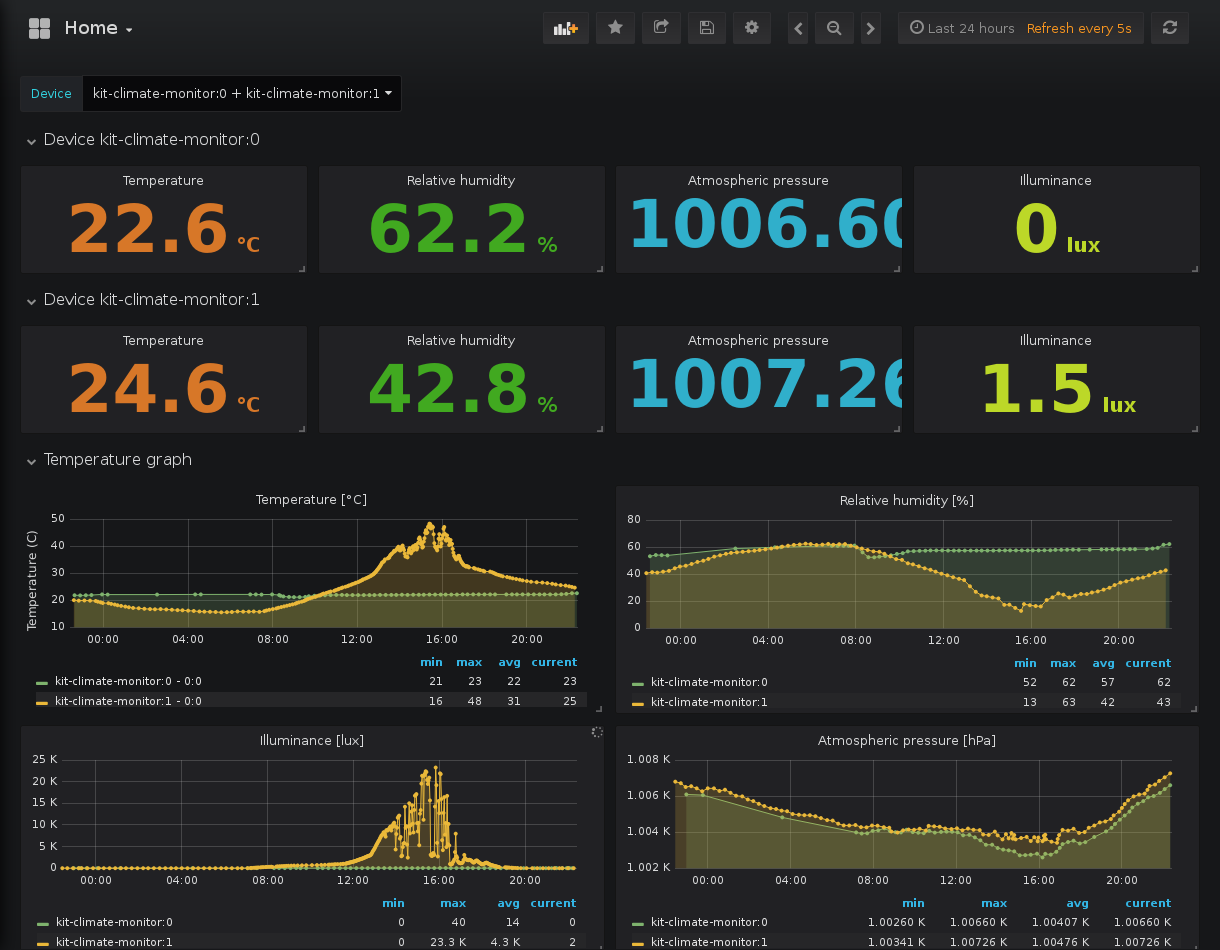 Home
Last 24 hours Refresh every 5s
Device kit-climate-monitor:0 + kit-climate-monitor:1
Device kit-climate-monitor:0
Temperature Relative humidity Atmospheric pressure Illuminance
22.6 °C 62.2 % 1006.60 0 lux
Device kit-climate-monitor:1
Temperature Relative humidity Atmospheric pressure Illuminance
24.6 °C 42.8 % 1007.26 1.5 lux
Temperature graph
Temperature [°C]
Temperature (C)
50
40
30
20
10
00:00 04:00 08:00 12:00 16:00 20:00
min max avg current
kit-climate-monitor:0 - 0:0 21 23 22 23
kit-climate-monitor:1 - 0:0 16 48 31 25
Relative humidity [%]
80
60
40
20
0
00:00 04:00 08:00 12:00 16:00 20:00
min max avg current
kit-climate-monitor:0 52 62 57 62
kit-climate-monitor:1 13 63 42 43
Illuminance [lux]
25 K
20 K
15 K
10 K
5 K
0
00:00 04:00 08:00 12:00 16:00 20:00
min max avg current
kit-climate-monitor:0 0 40 14 0
kit-climate-monitor:1 0 23.3 K 4.3 K 2
Atmospheric pressure [hPa]
1.008 K
1.006 K
1.004 K
1.002 K
00:00 04:00 08:00 12:00 16:00 20:00
min max avg current
kit-climate-monitor:0 1.00260 K 1.00660 K 1.00407 K 1.00660 K
kit-climate-monitor:1 1.00341 K 1.00726 K 1.00476 K 1.00726 K